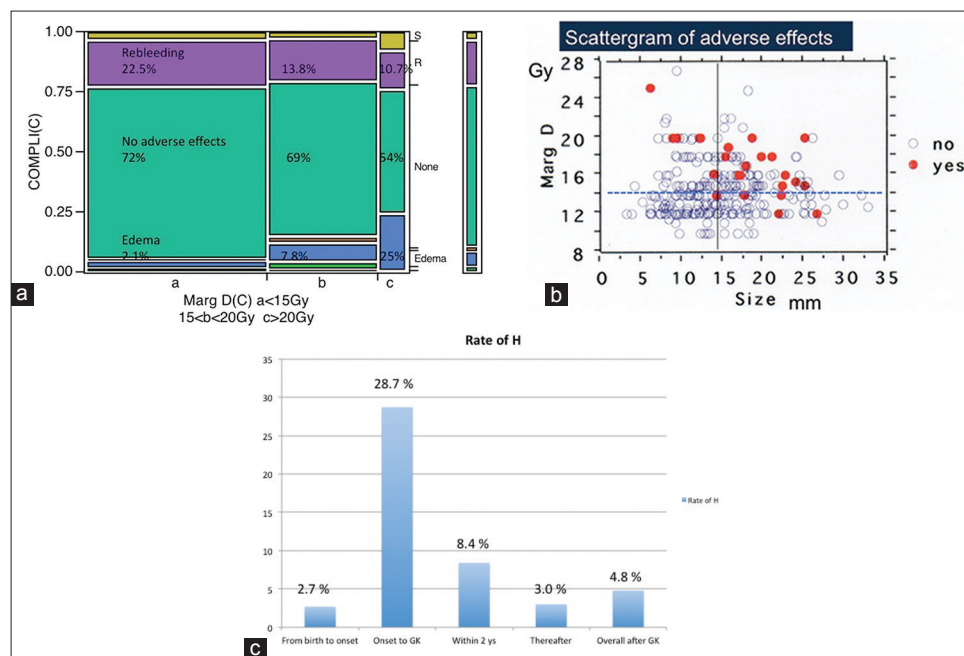 1.00
0.75
0.50
0.25
0.00
COMPLI(C)
Rebleeding
22.5%
13.8%
10.7%
No adverse effects
72%
69%
54%
Edema
2.1%
7.8%
25%
S
R
None
Edema
a
b
c
Marg D(C) a<15Gy
15<b<20Gy c>20Gy
a
Scattergram of adverse effects
Gy
28
24
20
16
12
8
Marg D
0
5
10
15
20
25
30
35
Size mm
no
yes
b
Rate of H
35
30
25
20
15
10
5
0
2.7 %
28.7 %
8.4 %
3.0 %
4.8 %
From birth to onset
Onset to GK
Within 2 ys
Thereafter
Overall after GK
Rate of H
c